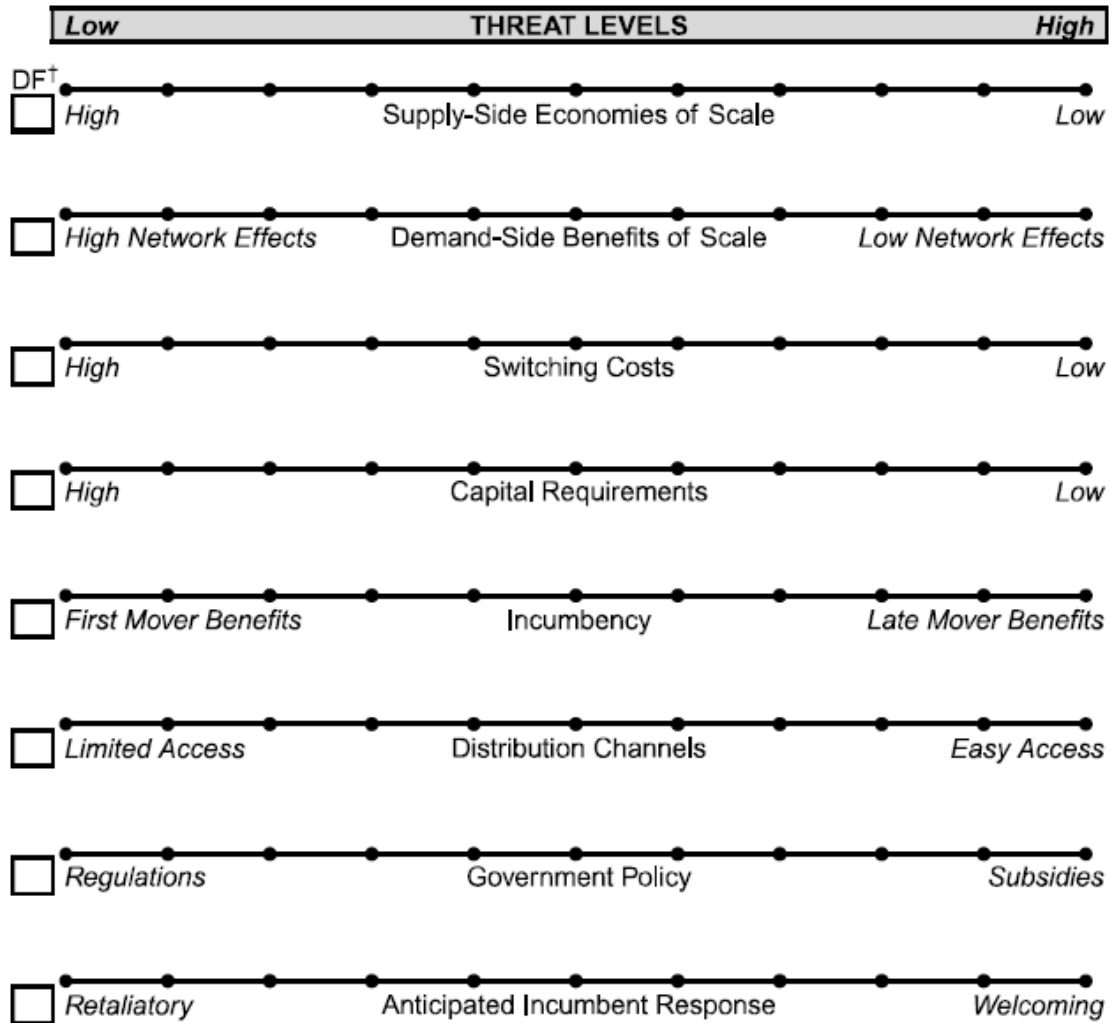 Low THREAT LEVELS High
DF†
High Supply-Side Economies of Scale Low
High Network Effects Demand-Side Benefits of Scale Low Network Effects
High Switching Costs Low
High Capital Requirements Low
First Mover Benefits Incumbency Late Mover Benefits
Limited Access Distribution Channels Easy Access
Regulations Government Policy Subsidies
Retaliatory Anticipated Incumbent Response Welcoming